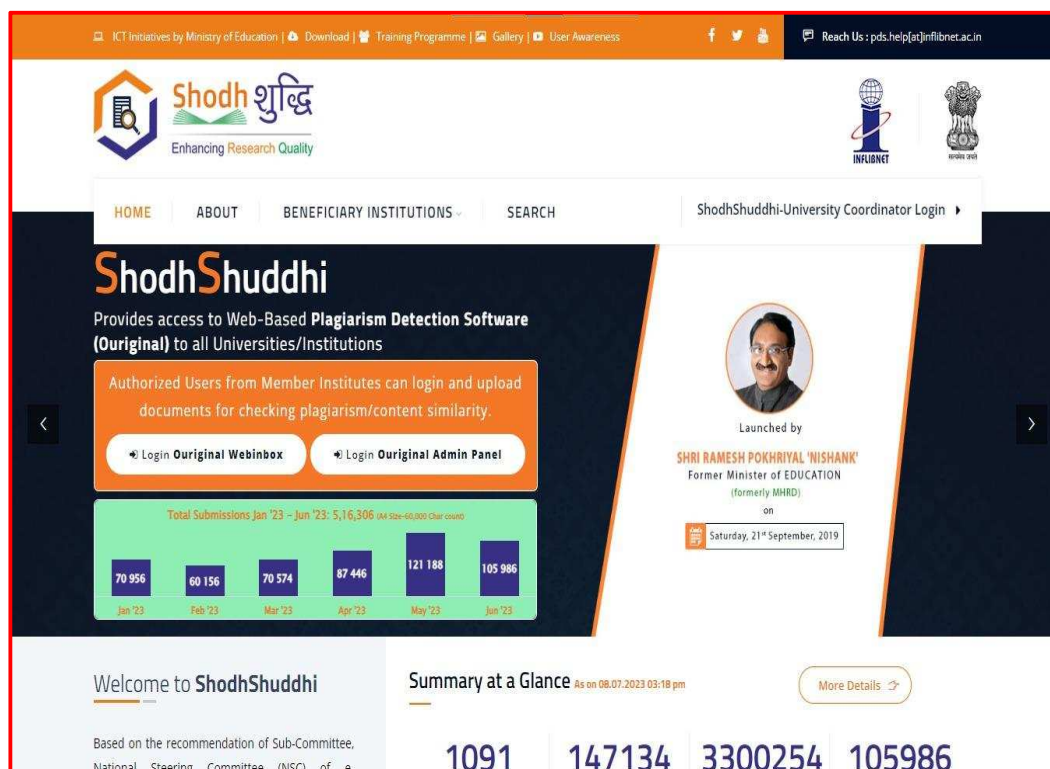 ICT Initiatives by Ministry of Education | Download | Training Programme | Gallery | User Awareness
Reach Us : pds.help[at]inflibnet.ac.in
Shodh शुद्धि
Enhancing Research Quality
INFLIBNET
सत्यमेव जयते
HOME ABOUT BENEFICIARY INSTITUTIONS SEARCH
ShodhShuddhi-University Coordinator Login
ShodhShuddhi
Provides access to Web-Based Plagiarism Detection Software
(Ouriginal) to all Universities/Institutions
Authorized Users from Member Institutes can login and upload
documents for checking plagiarism/content similarity.
Login Ouriginal Webinbox
Login Ouriginal Admin Panel
Total Submissions Jan '23 – Jun '23: 5,16,306 (A4 Size-60,000 Char count)
70 956 60 156 70 574 87 446 121 188 105 986
Jan '23 Feb '23 Mar '23 Apr '23 May '23 Jun '23
Launched by
SHRI RAMESH POKHRIYAL 'NISHANK'
Former Minister of EDUCATION
(formerly MHRD)
on
Saturday, 21st September, 2019
Welcome to ShodhShuddhi
Based on the recommendation of Sub-Committee,
National Steering Committee (NSC) of e-
Summary at a Glance As on 08.07.2023 03:18 pm
More Details
1091 147134 3300254 105986